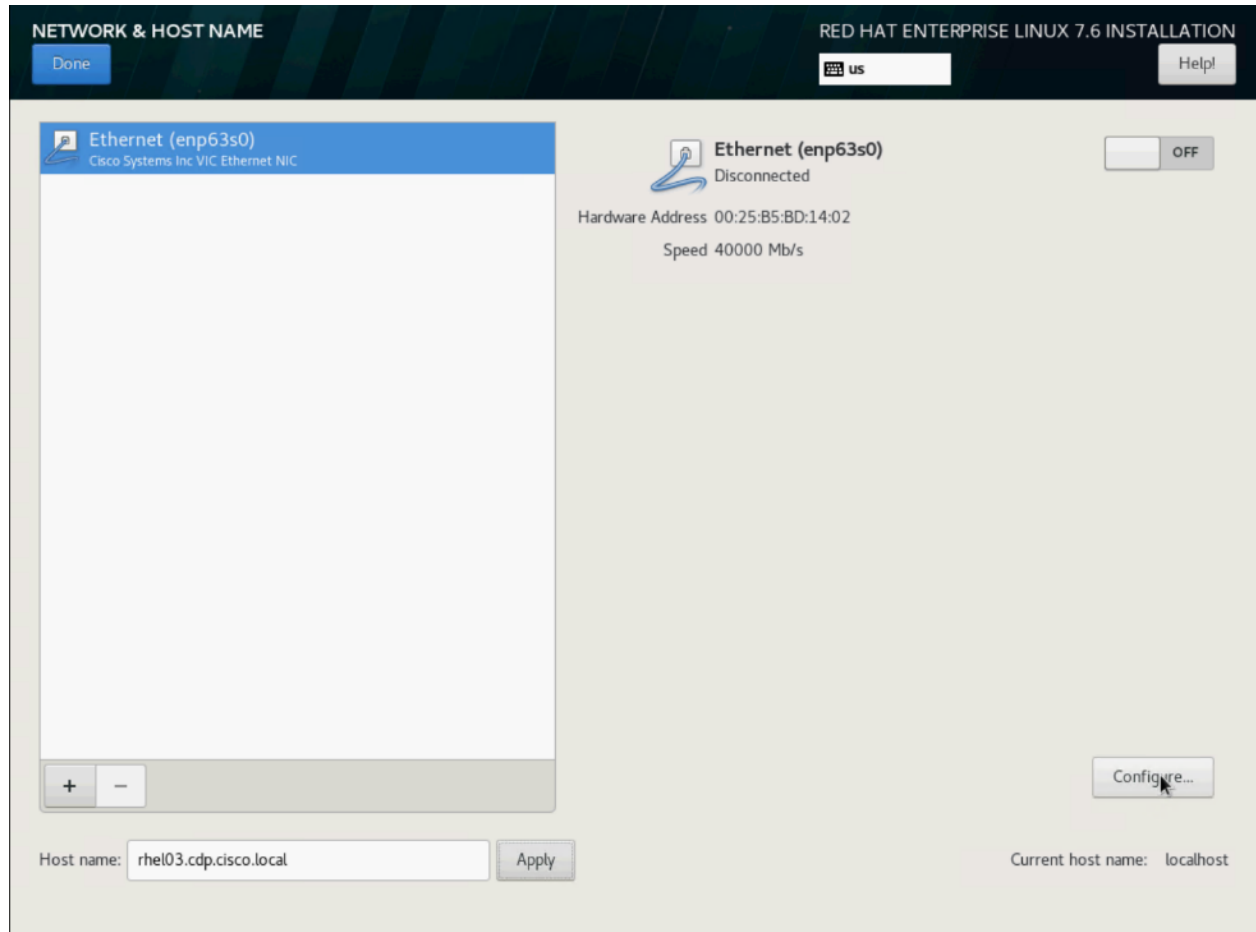 NETWORK & HOST NAME
RED HAT ENTERPRISE LINUX 7.6 INSTALLATION
Done
us
Help!
Ethernet (enp63s0)
Cisco Systems Inc VIC Ethernet NIC
Ethernet (enp63s0)
Disconnected
OFF
Hardware Address 00:25:B5:BD:14:02
Speed 40000 Mb/s
+ −
Configure...
Host name: rhel03.cdp.cisco.local
Apply
Current host name: localhost